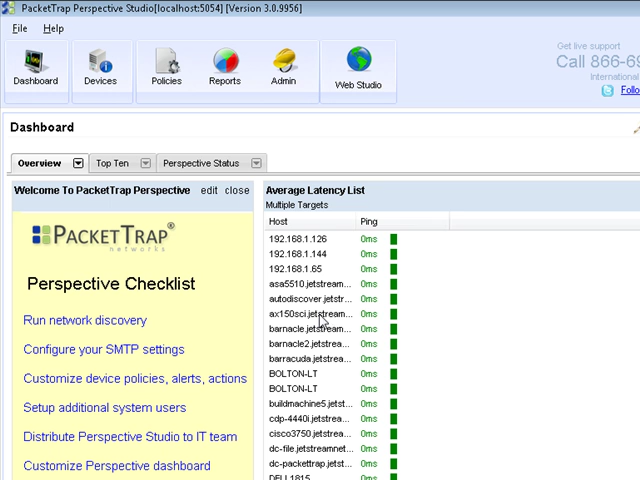 PacketTrap Perspective Studio[localhost:5054] [Version 3.0.9956]
File Help
Get live support
Call 866-69
International
Follo
Dashboard Devices Policies Reports Admin Web Studio
Dashboard
Overview Top Ten Perspective Status
Welcome To PacketTrap Perspective edit close
PACKETTRAP®
networks
Perspective Checklist
Run network discovery
Configure your SMTP settings
Customize device policies, alerts, actions
Setup additional system users
Distribute Perspective Studio to IT team
Customize Perspective dashboard
Average Latency List
Multiple Targets
Host Ping
192.168.1.126 0ms
192.168.1.144 0ms
192.168.1.65 0ms
asa5510.jetstream... 0ms
autodiscover.jetstr... 0ms
ax150sci.jetstream... 0ms
barnacle.jetstream... 0ms
barnacle2.jetstrea... 0ms
barracuda.jetstrea... 0ms
BOLTON-LT 0ms
BOLTON-LT 0ms
buildmachine5.jetst... 0ms
cdp-4440i.jetstrea... 0ms
cisco3750.jetstrea... 0ms
dc-file.jetstreamnet... 0ms
dc-packettrap.jetst... 0ms
DELL1815 0ms